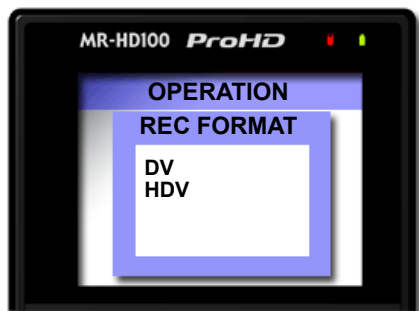 MR-HD100 ProHD
OPERATION
REC FORMAT
DV
HDV